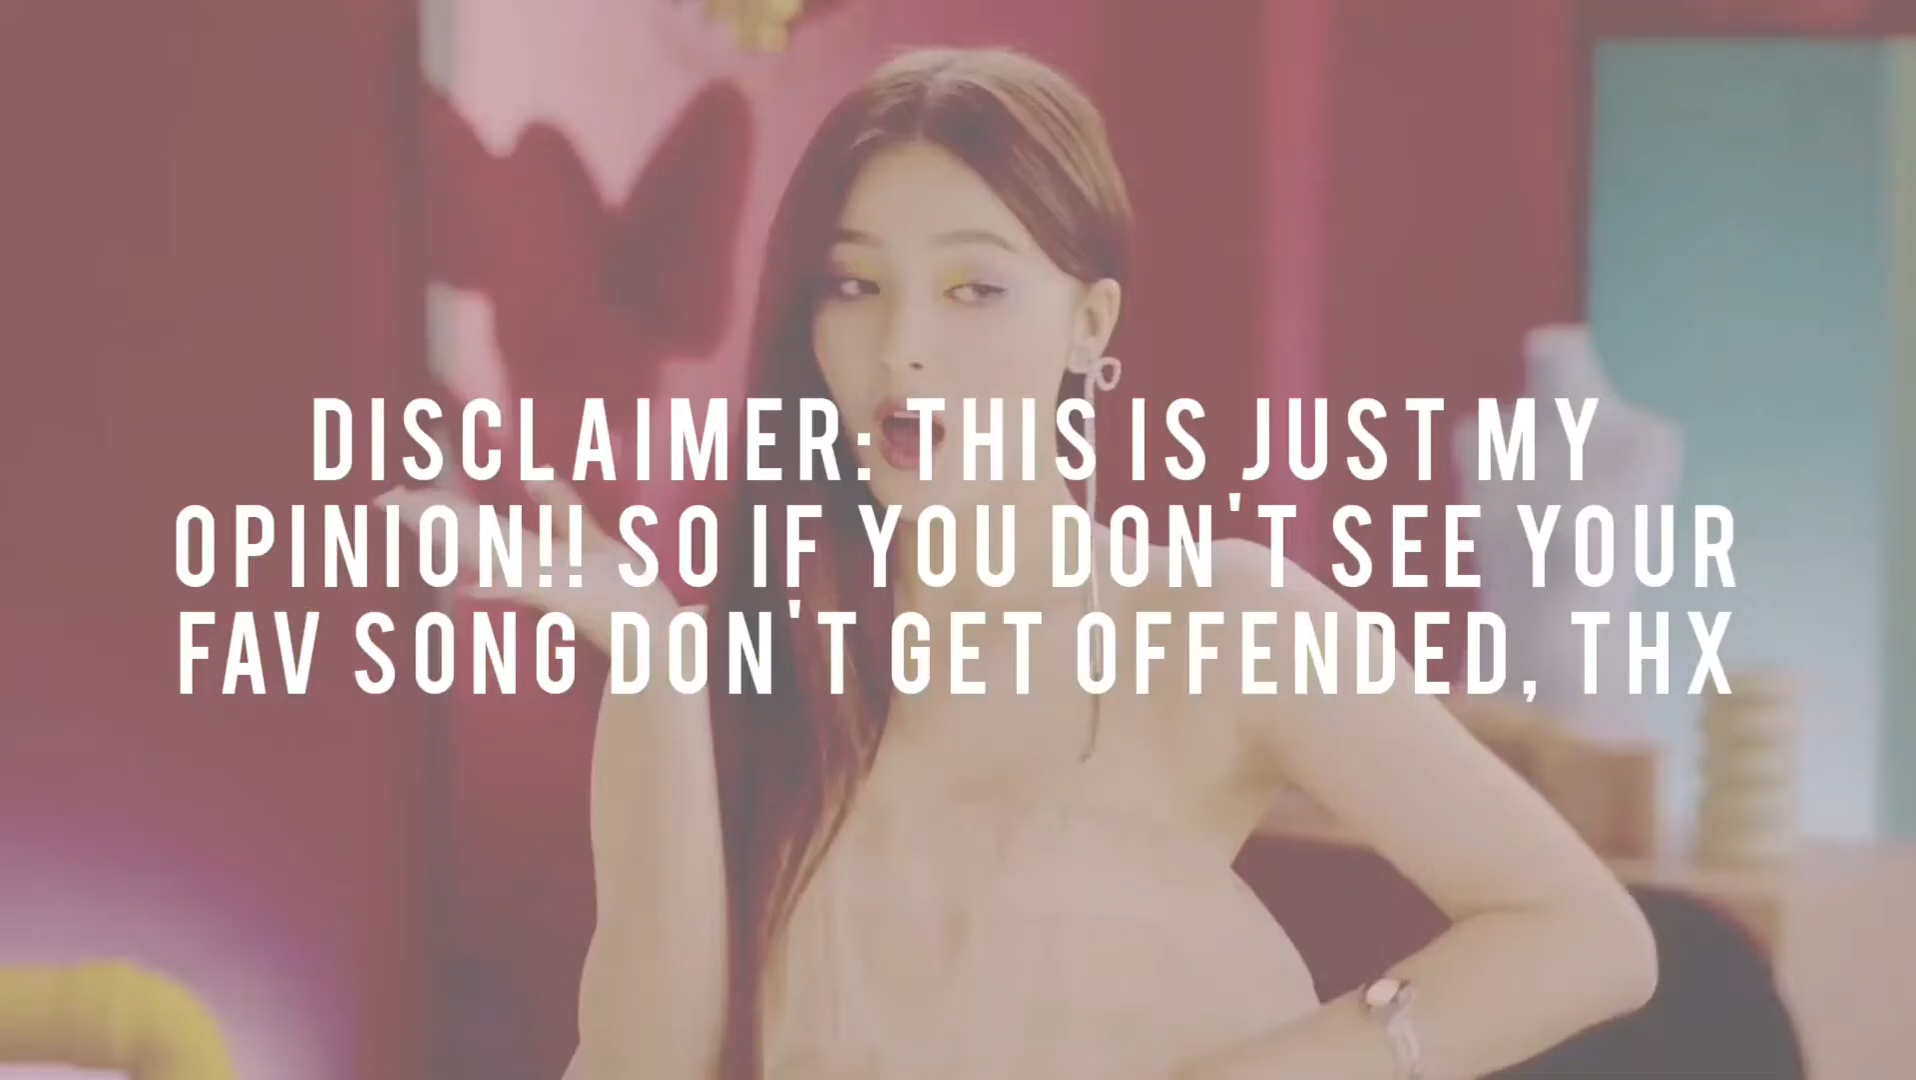 DISCLAIMER: THIS IS JUST MY
OPINION!! SO IF YOU DON'T SEE YOUR
FAV SONG DON'T GET OFFENDED, THX